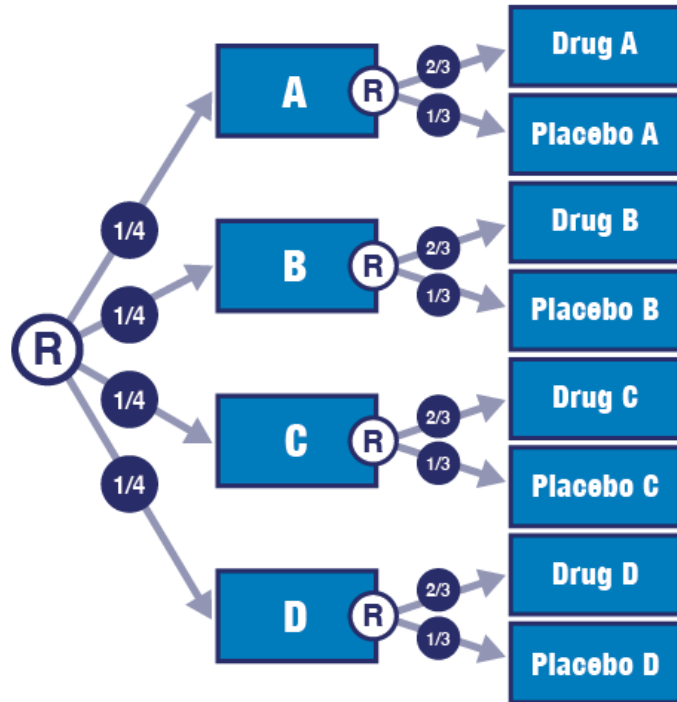 R
1/4
1/4
1/4
1/4
A
R
2/3
1/3
Drug A
Placebo A
B
R
2/3
1/3
Drug B
Placebo B
C
R
2/3
1/3
Drug C
Placebo C
D
R
2/3
1/3
Drug D
Placebo D